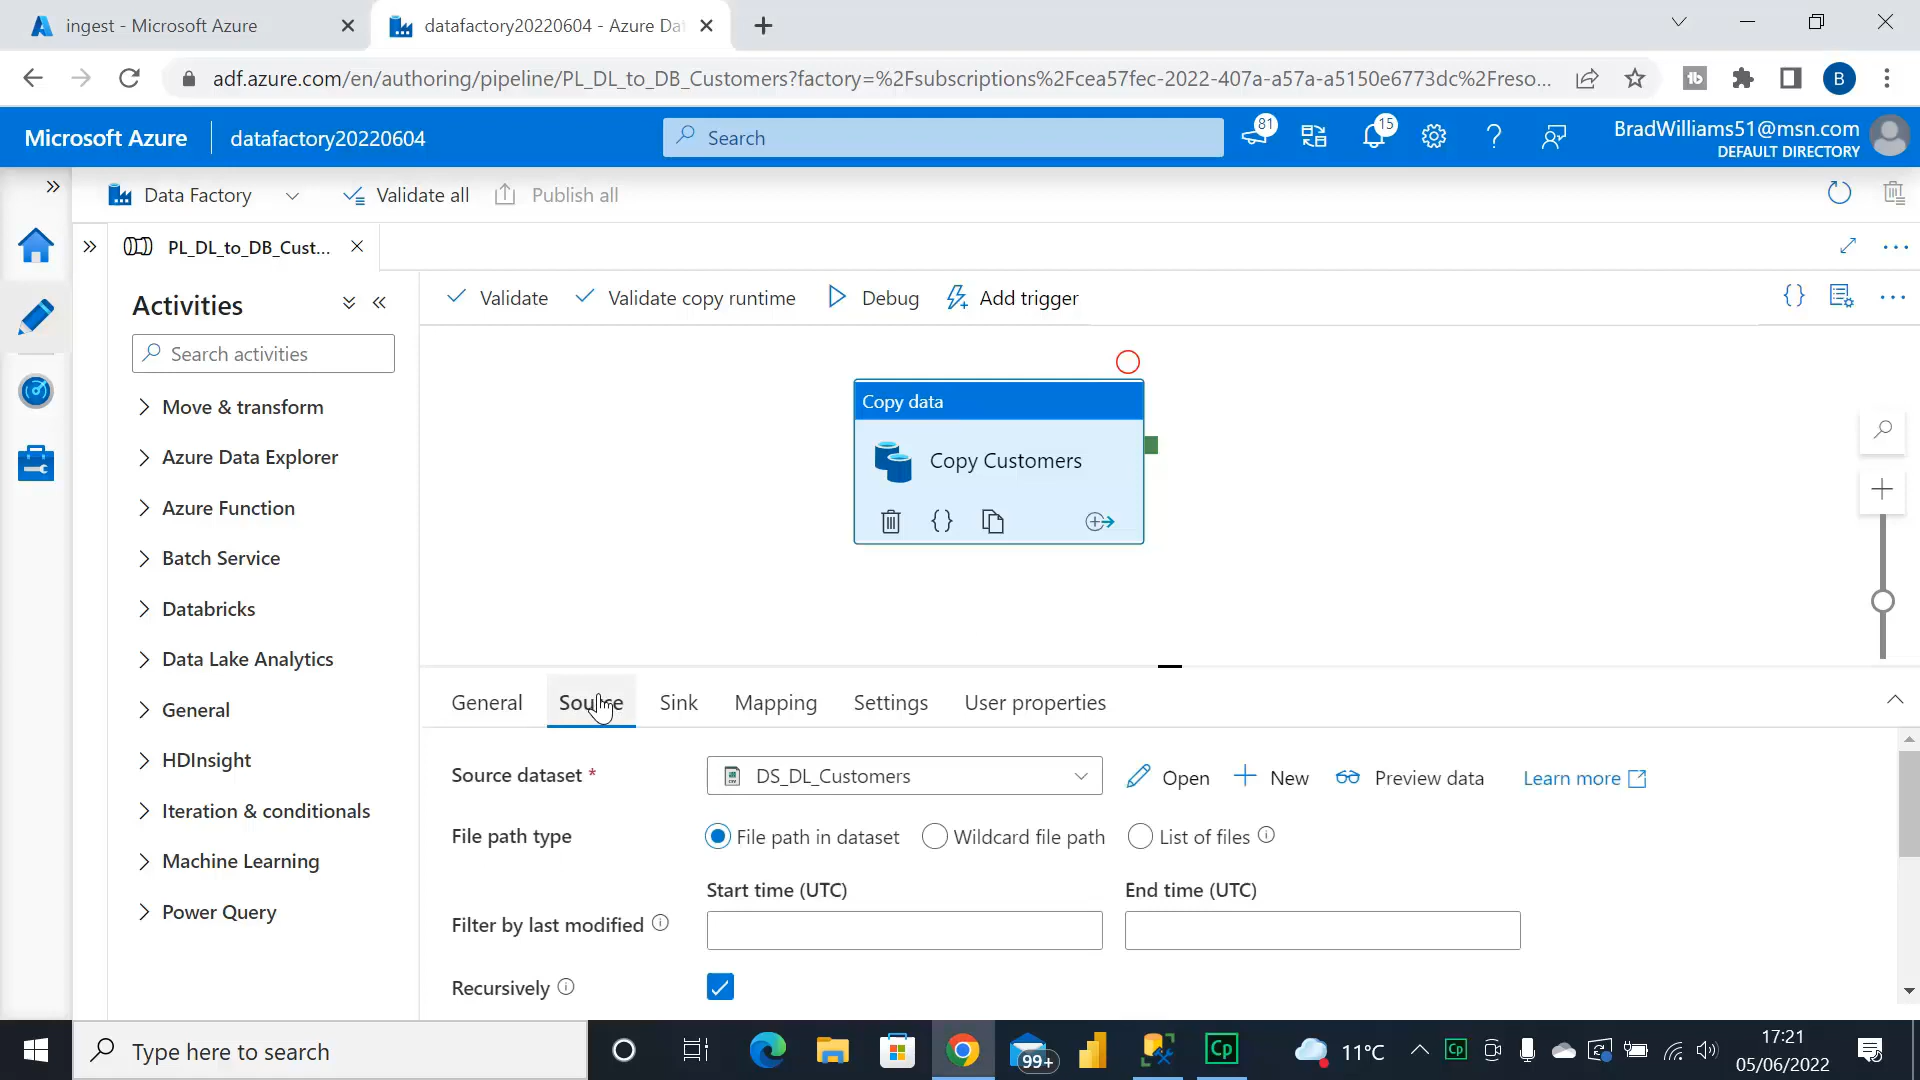 ingest - Microsoft Azure
datafactory20220604 - Azure Da
adf.azure.com/en/authoring/pipeline/PL_DL_to_DB_Customers?factory=%2Fsubscriptions%2Fcea57fec-2022-407a-a57a-a5150e6773dc%2Freso...
B
Microsoft Azure
datafactory20220604
Search
81
15
BradWilliams51@msn.com
DEFAULT DIRECTORY
Data Factory
Validate all
Publish all
PL_DL_to_DB_Cust...
Activities
Search activities
Move & transform
Azure Data Explorer
Azure Function
Batch Service
Databricks
Data Lake Analytics
General
HDInsight
Iteration & conditionals
Machine Learning
Power Query
Validate
Validate copy runtime
Debug
Add trigger
Copy data
Copy Customers
General
Source
Sink
Mapping
Settings
User properties
Source dataset *
DS_DL_Customers
Open
New
Preview data
Learn more
File path type
File path in dataset
Wildcard file path
List of files
Start time (UTC)
End time (UTC)
Filter by last modified
Recursively
Type here to search
99+
Cp
11°C
Cp
17:21
05/06/2022